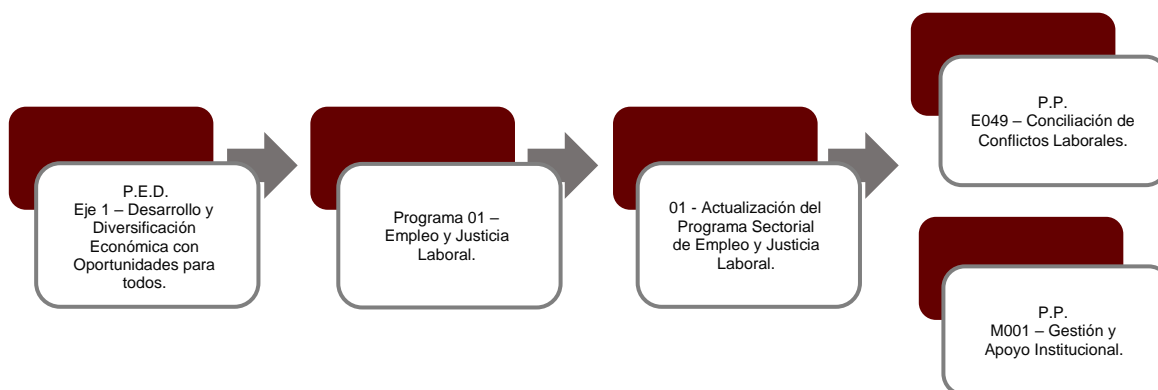 P.E.D.
Eje 1 – Desarrollo y
Diversificación
Económica con
Oportunidades para
todos.
Programa 01 –
Empleo y Justicia
Laboral.
01 - Actualización del
Programa Sectorial
de Empleo y Justicia
Laboral.
P.P.
E049 – Conciliación de
Conflictos Laborales.
P.P.
M001 – Gestión y
Apoyo Institucional.